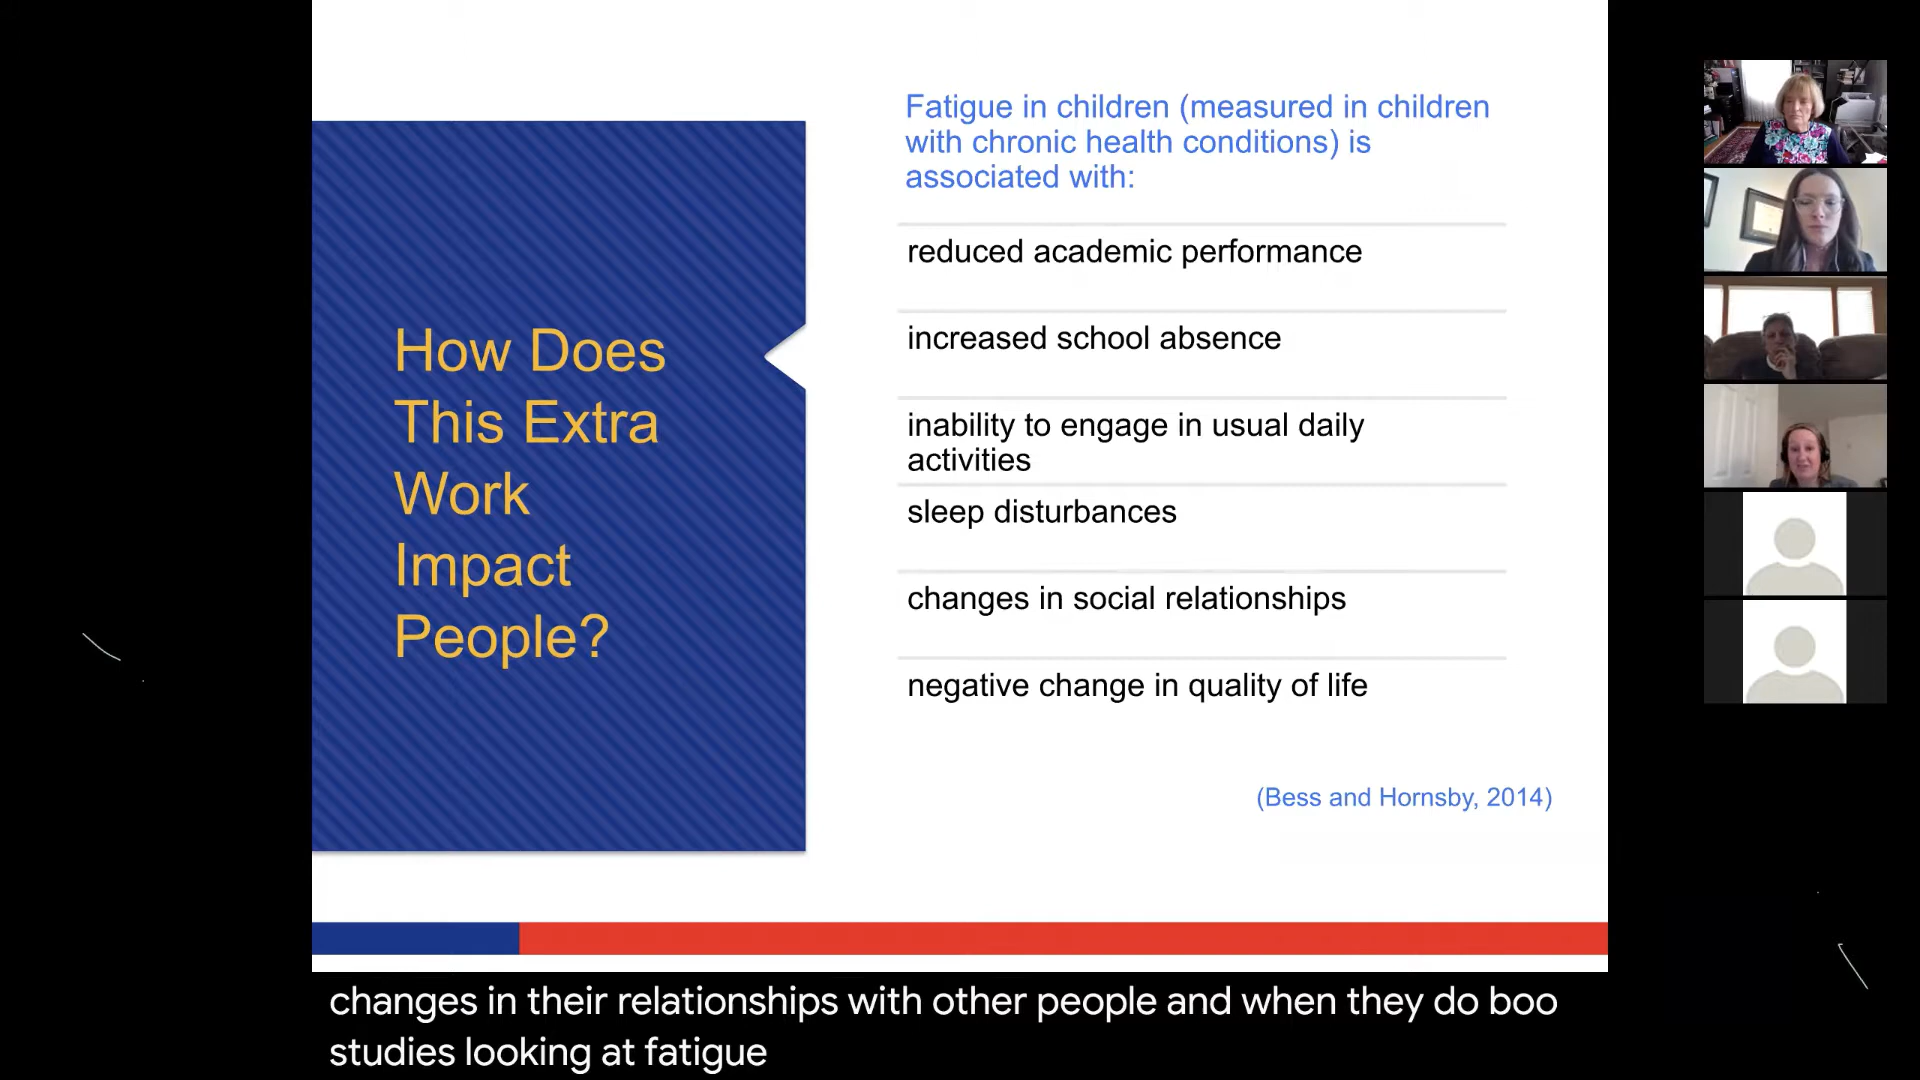 How Does
This Extra
Work
Impact
People?
Fatigue in children (measured in children
with chronic health conditions) is
associated with:
reduced academic performance
increased school absence
inability to engage in usual daily
activities
sleep disturbances
changes in social relationships
negative change in quality of life
(Bess and Hornsby, 2014)
changes in their relationships with other people and when they do boo
studies looking at fatigue